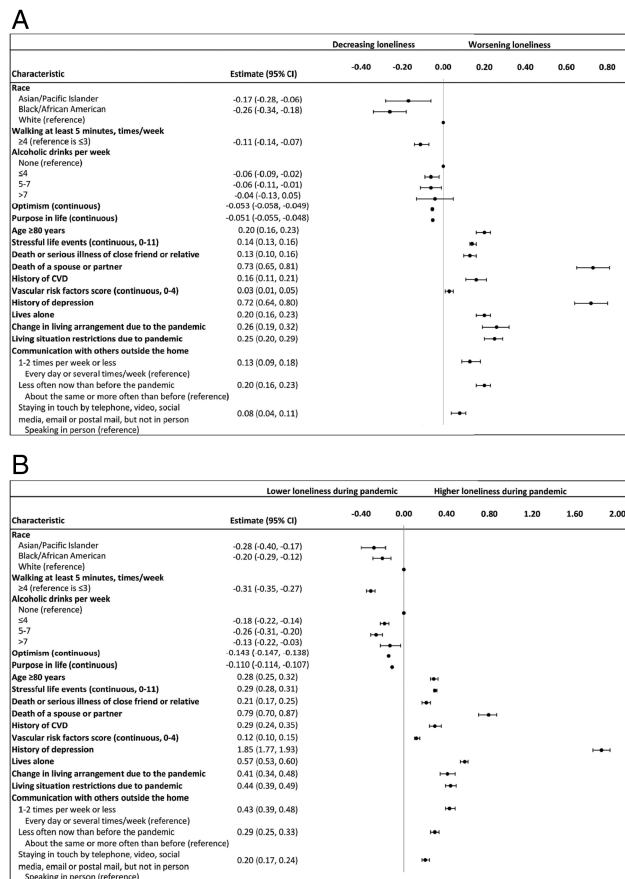 A
Decreasing loneliness Worsening loneliness
Characteristic Estimate (95% CI) -0.40 -0.20 0.00 0.20 0.40 0.60 0.80
Race
Asian/Pacific Islander -0.17 (-0.28, -0.06)
Black/African American -0.26 (-0.34, -0.18)
White (reference)
Walking at least 5 minutes, times/week
≥4 (reference is ≤3) -0.11 (-0.14, -0.07)
Alcoholic drinks per week
None (reference)
≤4 -0.06 (-0.09, -0.02)
5-7 -0.06 (-0.11, -0.01)
>7 -0.04 (-0.13, 0.05)
Optimism (continuous) -0.053 (-0.058, -0.049)
Purpose in life (continuous) -0.051 (-0.055, -0.048)
Age ≥80 years 0.20 (0.16, 0.23)
Stressful life events (continuous, 0-11) 0.14 (0.13, 0.16)
Death or serious illness of close friend or relative 0.13 (0.10, 0.16)
Death of a spouse or partner 0.73 (0.65, 0.81)
History of CVD 0.16 (0.11, 0.21)
Vascular risk factors score (continuous, 0-4) 0.03 (0.01, 0.05)
History of depression 0.72 (0.64, 0.80)
Lives alone 0.20 (0.16, 0.23)
Change in living arrangement due to the pandemic 0.26 (0.19, 0.32)
Living situation restrictions due to pandemic 0.25 (0.20, 0.29)
Communication with others outside the home
1-2 times per week or less 0.13 (0.09, 0.18)
Every day or several times/week (reference)
Less often now than before the pandemic 0.20 (0.16, 0.23)
About the same or more often than before (reference)
Staying in touch by telephone, video, social
media, email or postal mail, but not in person 0.08 (0.04, 0.11)
Speaking in person (reference)
B
Lower loneliness during pandemic Higher loneliness during pandemic
Characteristic Estimate (95% CI) -0.40 0.00 0.40 0.80 1.20 1.60 2.00
Race
Asian/Pacific Islander -0.28 (-0.40, -0.17)
Black/African American -0.20 (-0.29, -0.12)
White (reference)
Walking at least 5 minutes, times/week
≥4 (reference is ≤3) -0.31 (-0.35, -0.27)
Alcoholic drinks per week
None (reference)
≤4 -0.18 (-0.22, -0.14)
5-7 -0.26 (-0.31, -0.20)
>7 -0.13 (-0.22, -0.03)
Optimism (continuous) -0.143 (-0.147, -0.138)
Purpose in life (continuous) -0.110 (-0.114, -0.107)
Age ≥80 years 0.28 (0.25, 0.32)
Stressful life events (continuous, 0-11) 0.29 (0.28, 0.31)
Death or serious illness of close friend or relative 0.21 (0.17, 0.25)
Death of a spouse or partner 0.79 (0.70, 0.87)
History of CVD 0.29 (0.24, 0.35)
Vascular risk factors score (continuous, 0-4) 0.12 (0.10, 0.15)
History of depression 1.85 (1.77, 1.93)
Lives alone 0.57 (0.53, 0.60)
Change in living arrangement due to the pandemic 0.41 (0.34, 0.48)
Living situation restrictions due to pandemic 0.44 (0.39, 0.49)
Communication with others outside the home
1-2 times per week or less 0.43 (0.39, 0.48)
Every day or several times/week (reference)
Less often now than before the pandemic 0.29 (0.25, 0.33)
About the same or more often than before (reference)
Staying in touch by telephone, video, social
media, email or postal mail, but not in person 0.20 (0.17, 0.24)
Speaking in person (reference)